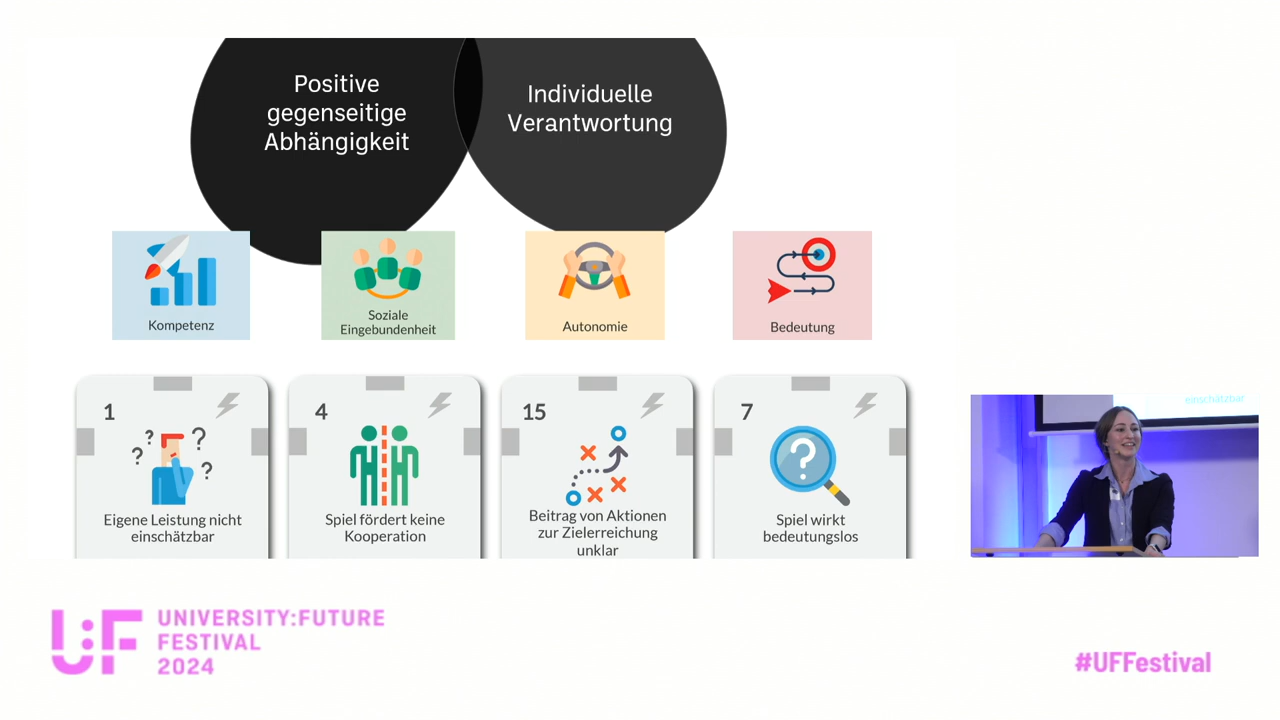 Positive
gegenseitige
Abhängigkeit
Individuelle
Verantwortung
Kompetenz
Soziale
Eingebundenheit
Autonomie
Bedeutung
1
Eigene Leistung nicht
einschätzbar
4
Spiel fördert keine
Kooperation
15
Beitrag von Aktionen
zur Zielerreichung
unklar
7
Spiel wirkt
bedeutungslos
einschätzbar
U:F
UNIVERSITY:FUTURE
FESTIVAL
2024
#UFFestival